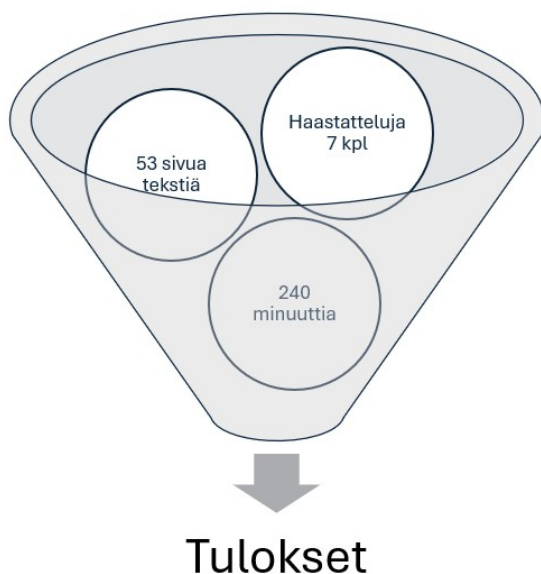 Haastatteluja
7 kpl
53 sivua
tekstiä
240
minuuttia
Tulokset